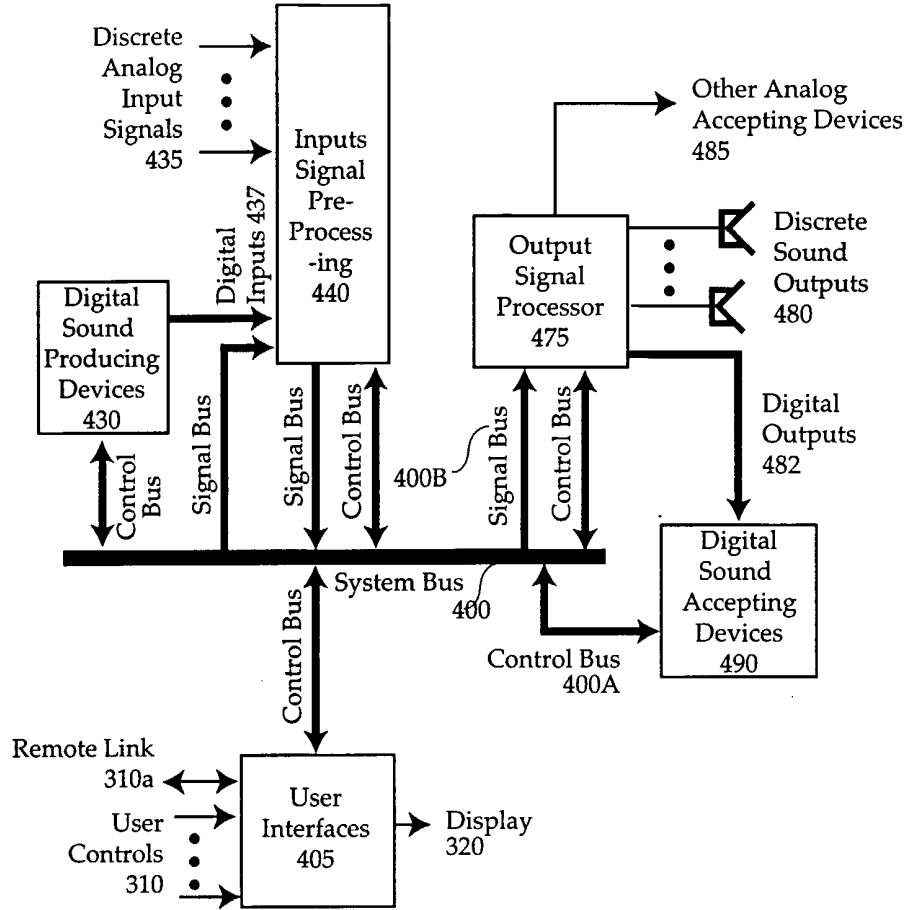 Discrete
Analog
Input
Signals
435
Inputs
Signal
Pre-
Process
-ing
440
Digital
Inputs 437
Other Analog
Accepting Devices
485
Output
Signal
Processor
475
Discrete
Sound
Outputs
480
Digital
Sound
Producing
Devices
430
Digital
Outputs
482
Control
Bus
Signal Bus
Signal Bus
Control Bus
400B
Signal Bus
Control Bus
System Bus
400
Digital
Sound
Accepting
Devices
490
Control Bus
400A
Control Bus
Remote Link
310a
User
Controls
310
User
Interfaces
405
Display
320